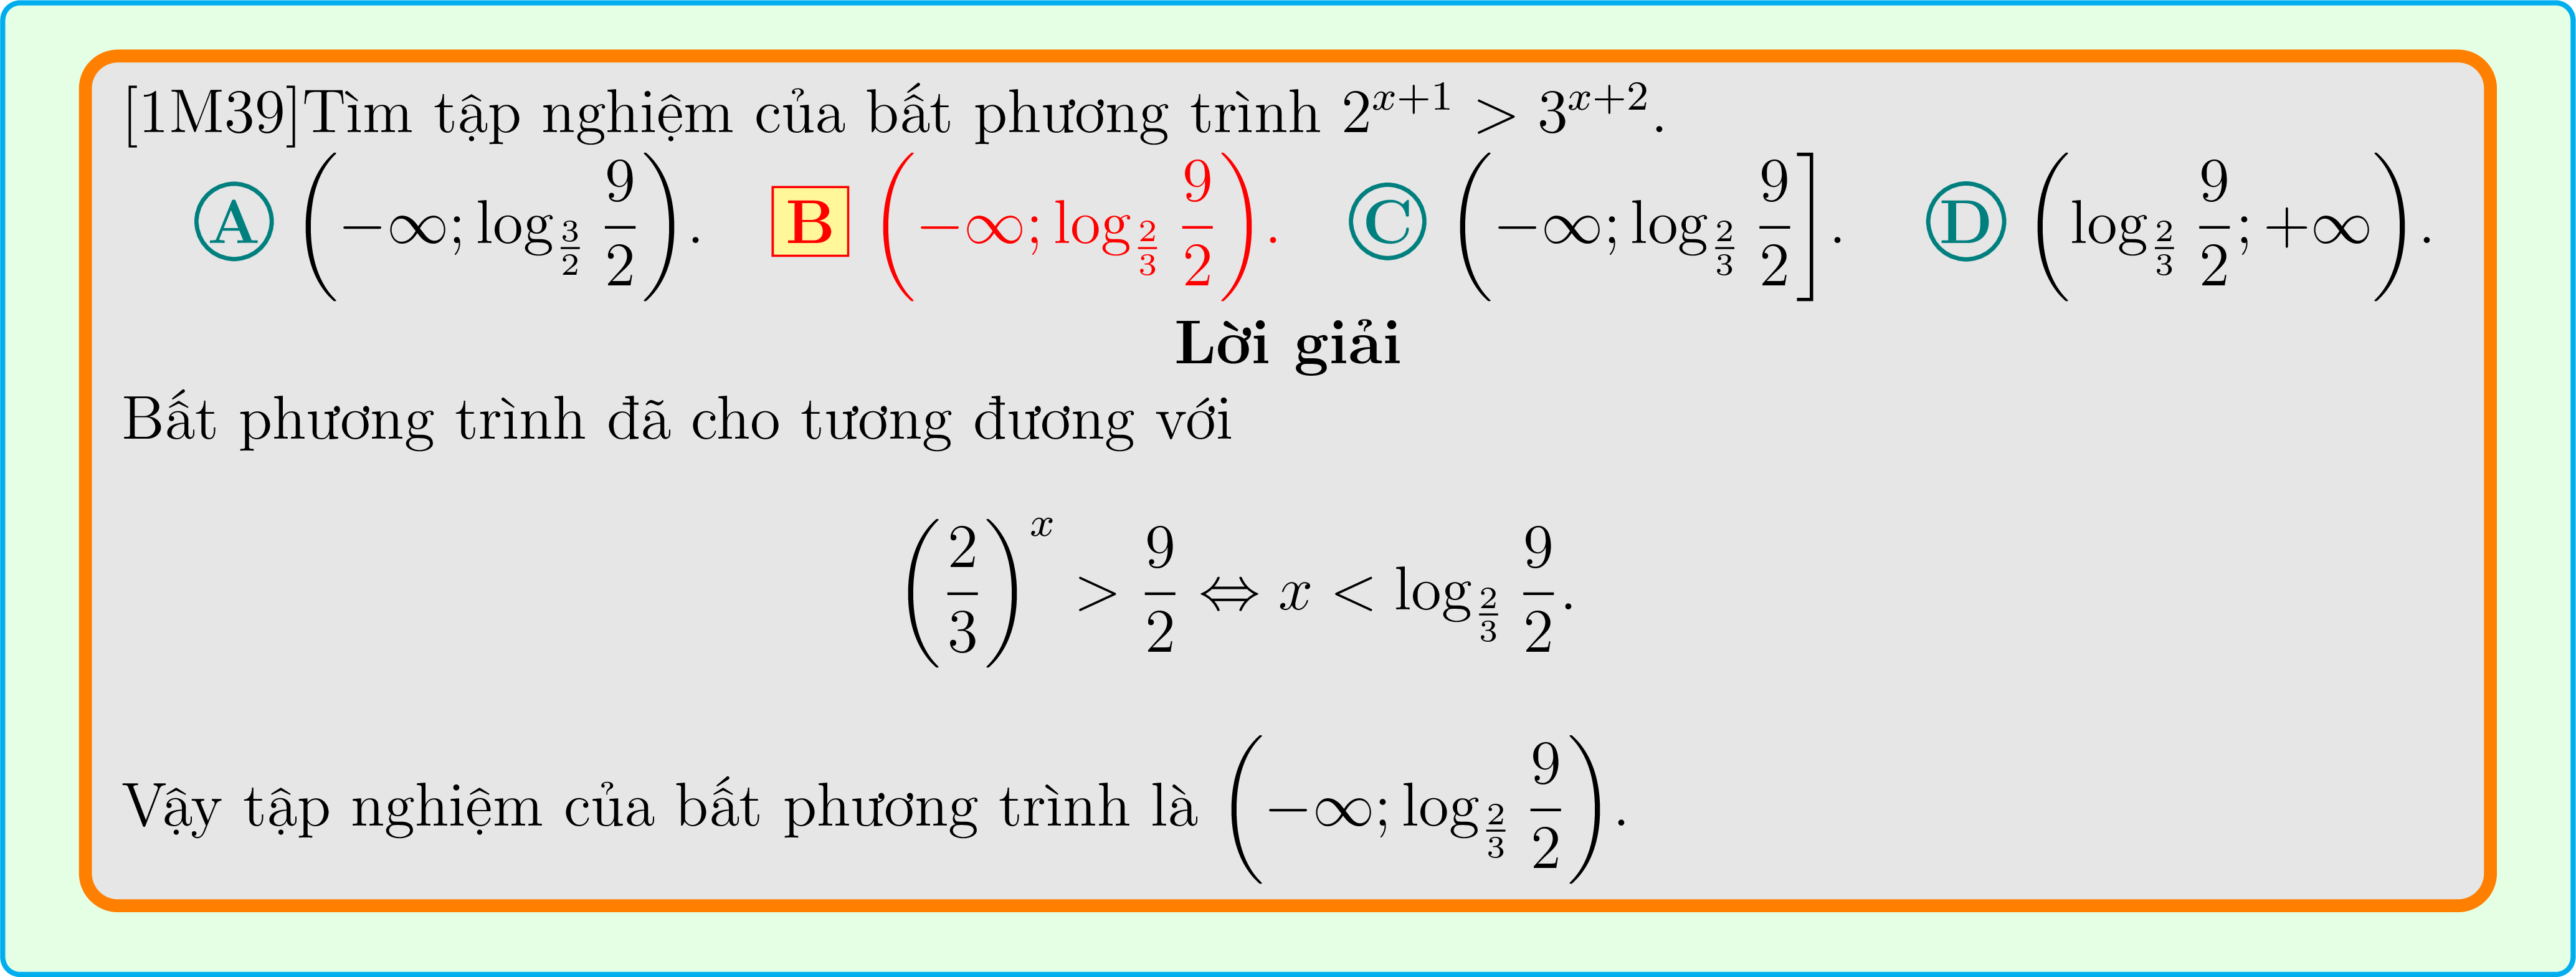 [1M39]Tìm tập nghiệm của bất phương trình $2^{x+1} > 3^{x+2}$.
A $\left(-\infty; \log_{\frac{3}{2}} \frac{9}{2}\right)$. B $\left(-\infty; \log_{\frac{2}{3}} \frac{9}{2}\right)$. C $\left(-\infty; \log_{\frac{2}{3}} \frac{9}{2}\right]$. D $\left(\log_{\frac{2}{3}} \frac{9}{2}; +\infty\right)$.
Lời giải
Bất phương trình đã cho tương đương với
$\left(\frac{2}{3}\right)^x > \frac{9}{2} \Leftrightarrow x < \log_{\frac{2}{3}} \frac{9}{2}$.
Vậy tập nghiệm của bất phương trình là $\left(-\infty; \log_{\frac{2}{3}} \frac{9}{2}\right)$.